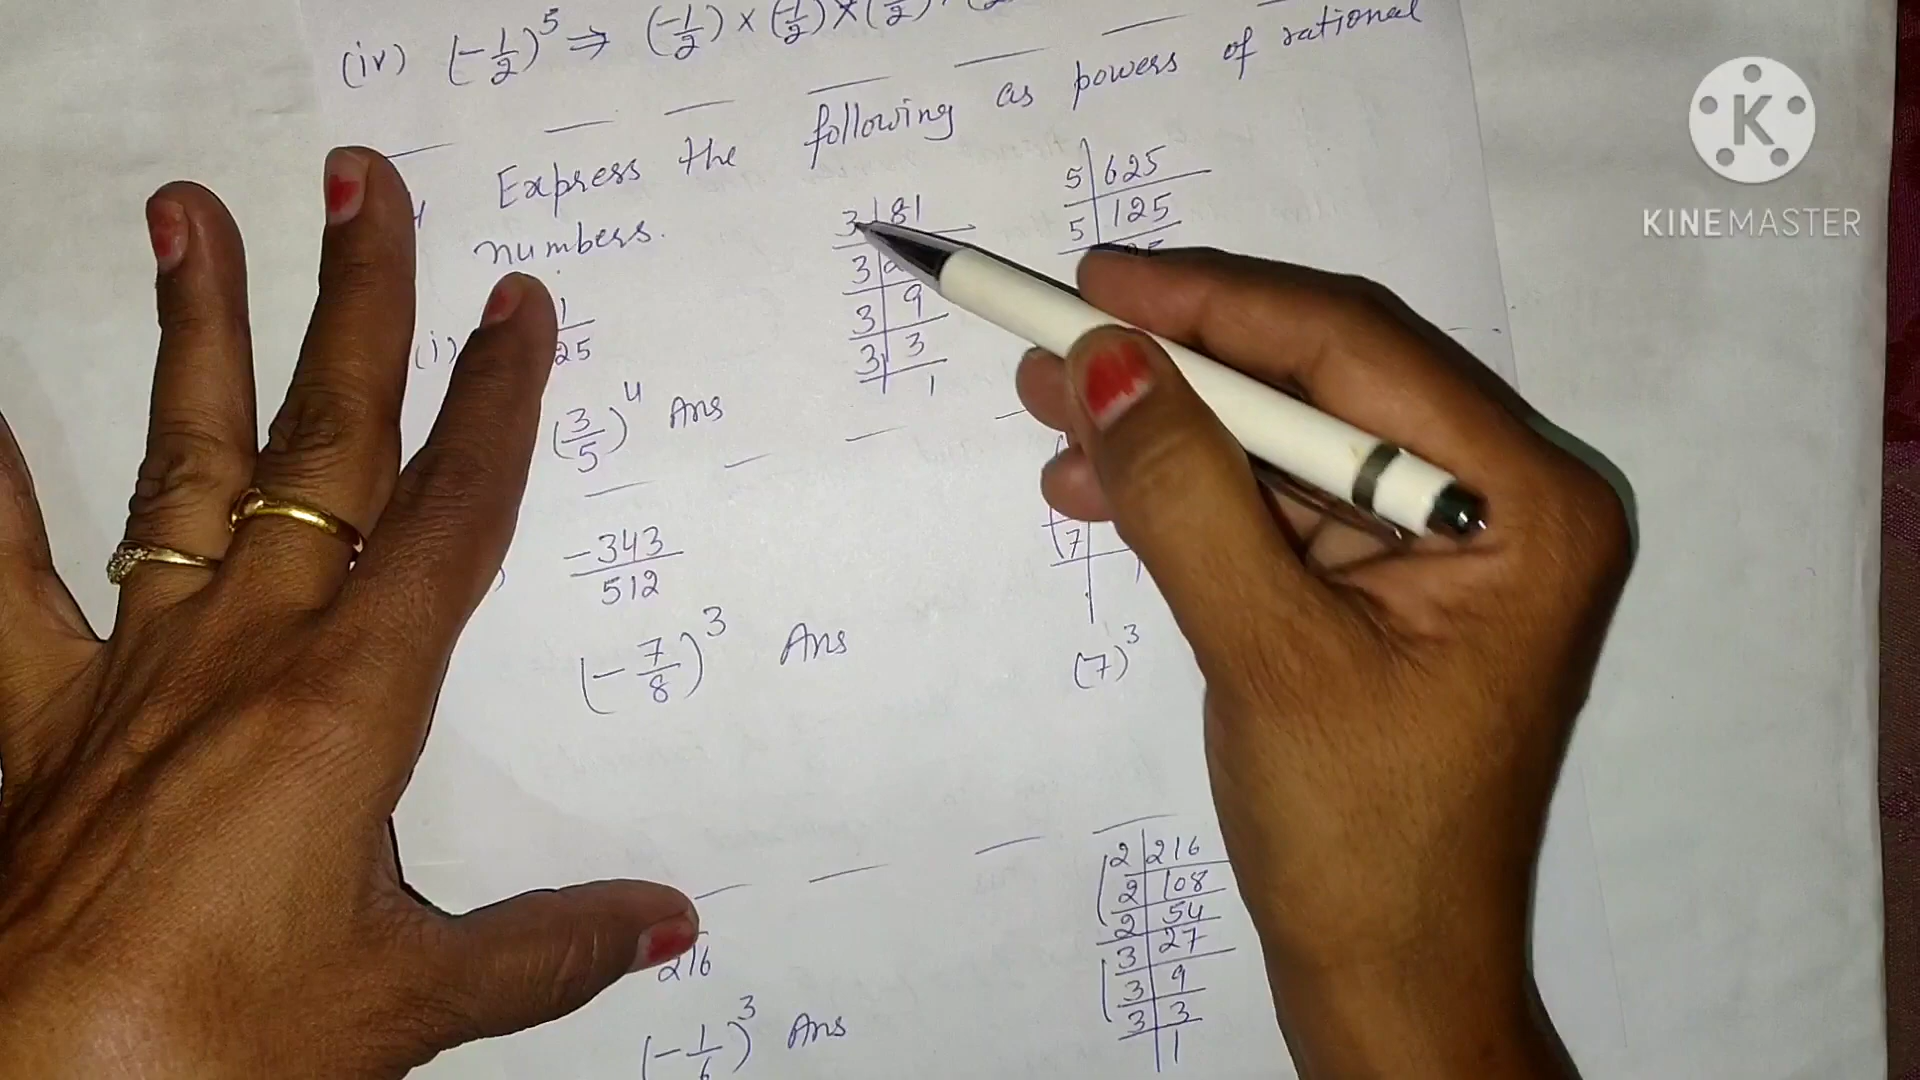 (iv) (-1/2)^5 ⇒ (-1/2) × (-1/2) × (
Express the following as powers of rational
numbers.
3 | 81
3
3 | 9
3 | 3
1
5 | 625
5 | 125
(i)
1
25
(3/5)^4 Ans
-343
512
(-7/8)^3 Ans
7
1
(7)^3
216
(-1/6)^3 Ans
2 | 216
2 | 108
2 | 54
3 | 27
3 | 9
3 | 3
1
K
KINEMASTER